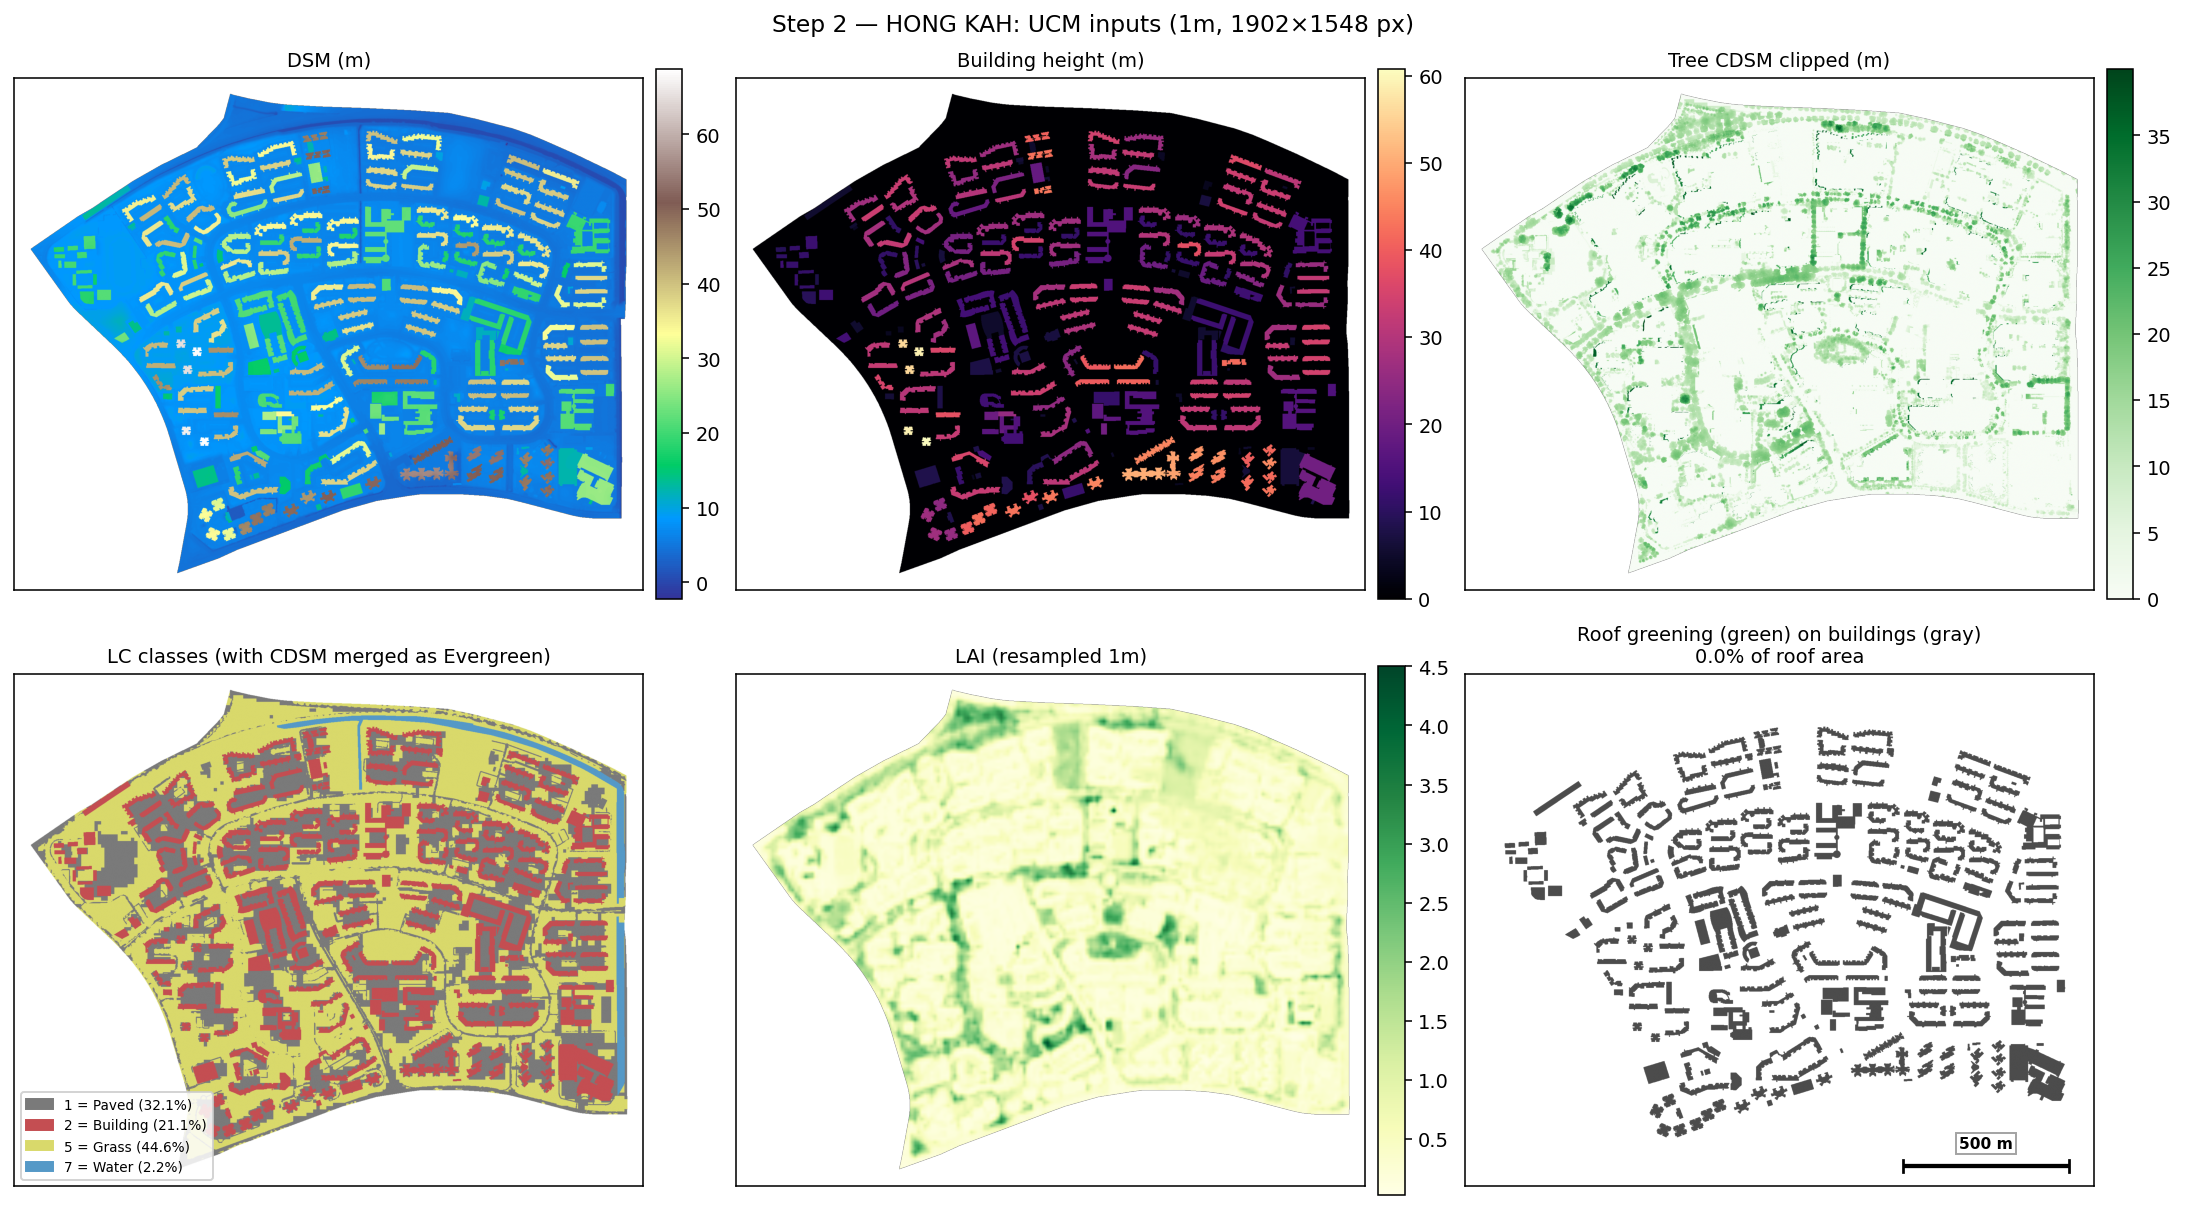 Step 2 — HONG KAH: UCM inputs (1m, 1902×1548 px)
DSM (m)
60
50
40
30
20
10
0
Building height (m)
60
50
40
30
20
10
0
Tree CDSM clipped (m)
35
30
25
20
15
10
5
0
LC classes (with CDSM merged as Evergreen)
1 = Paved (32.1%)
2 = Building (21.1%)
5 = Grass (44.6%)
7 = Water (2.2%)
LAI (resampled 1m)
4.5
4.0
3.5
3.0
2.5
2.0
1.5
1.0
0.5
Roof greening (green) on buildings (gray)
0.0% of roof area
500 m